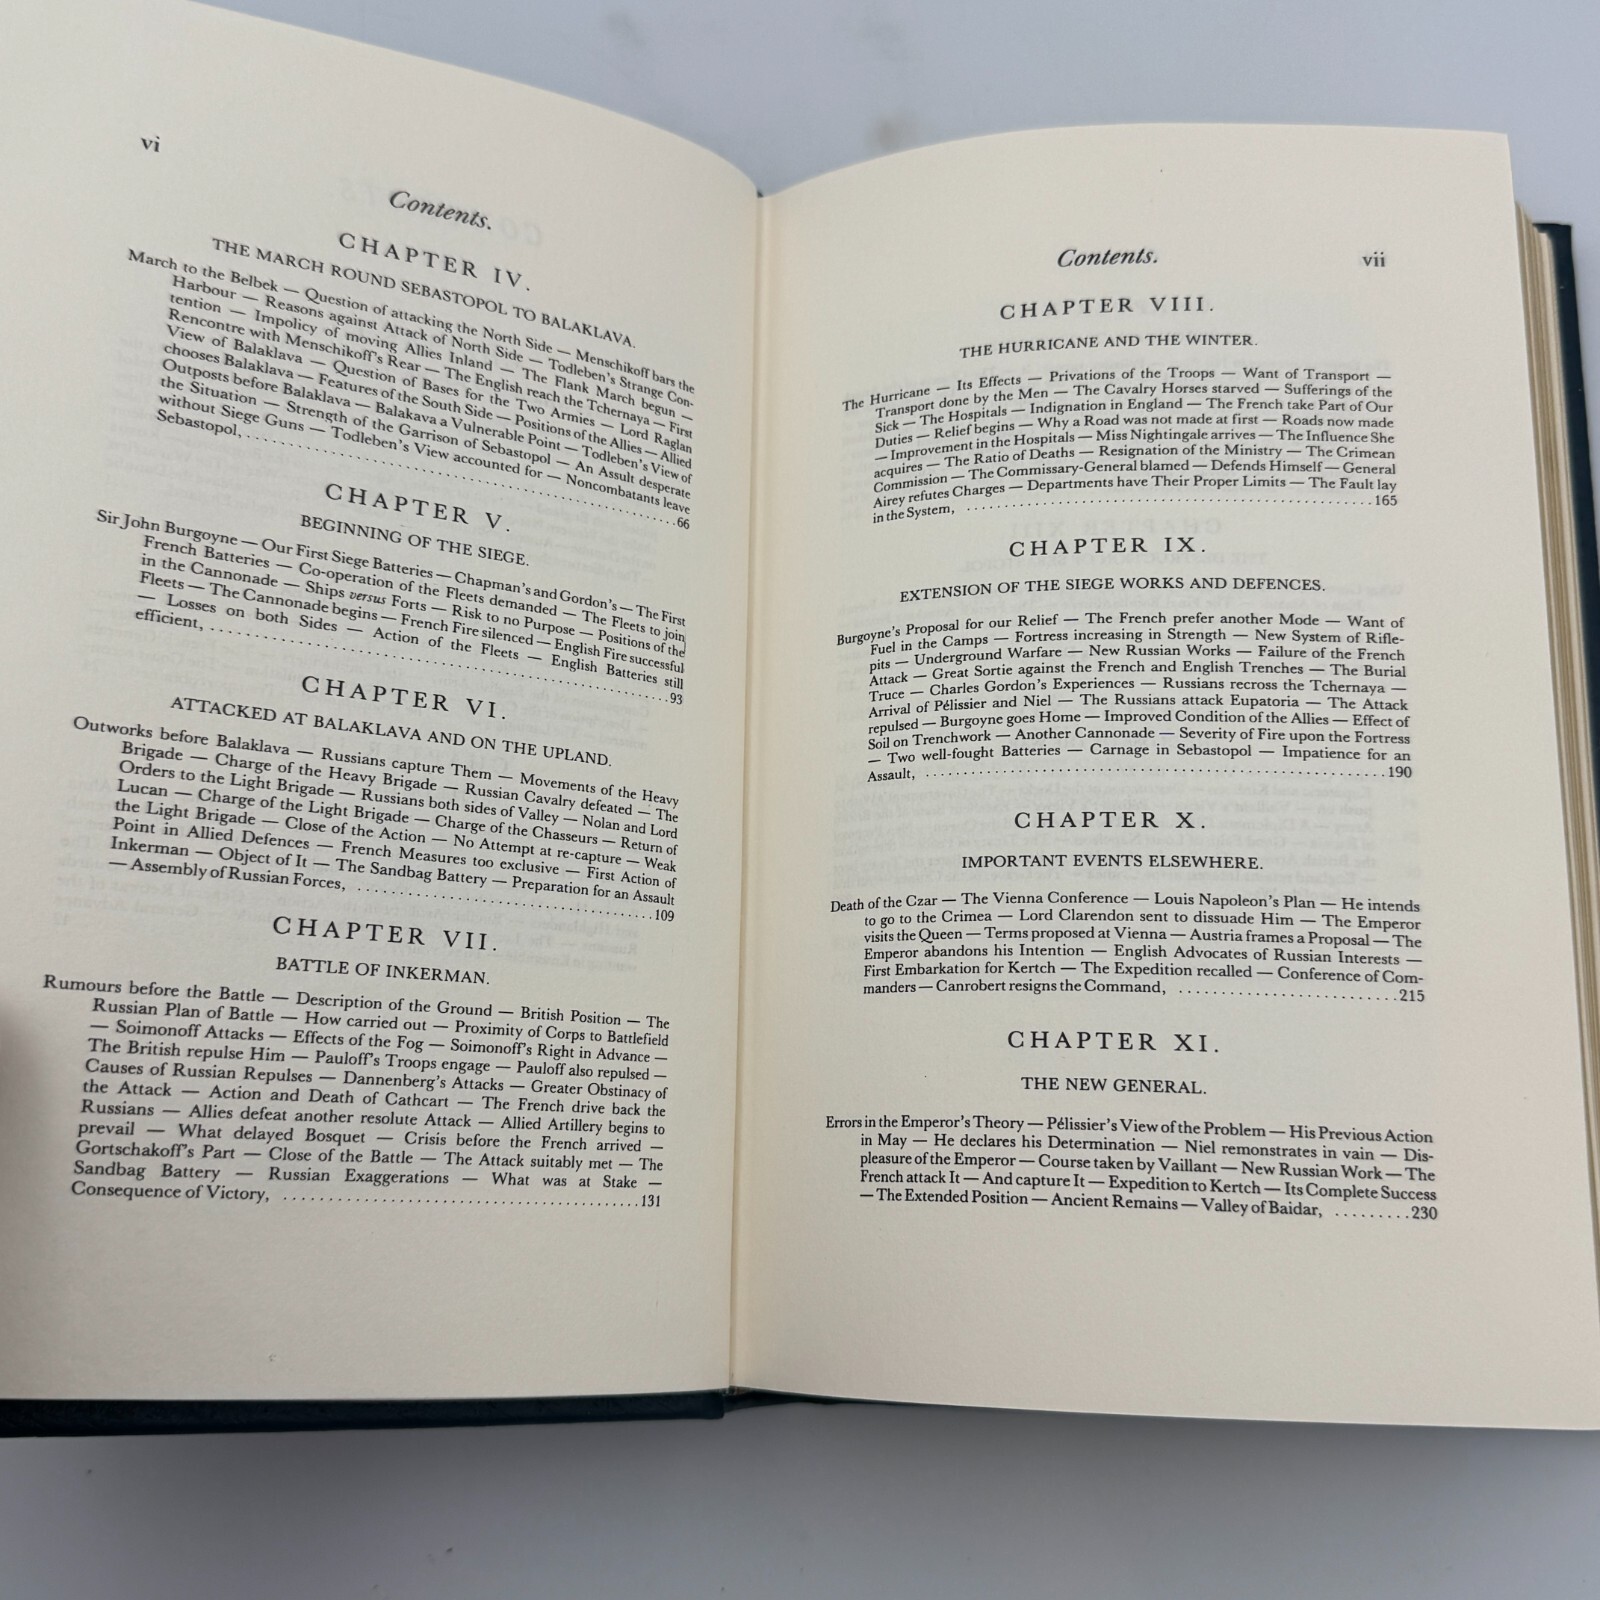 vi
Contents.
CHAPTER IV.
THE MARCH ROUND SEBASTOPOL TO BALAKLAVA.
March to the Belbek — Question of attacking the North Side — Menschikoff bars the
Harbour — Reasons against Attack of North Side — Todleben's Strange Con-
tention — Impolicy of moving Allies Inland — The Flank March begun —
Rencontre with Menschikoff's Rear — The English reach the Tchernaya — First
View of Balaklava — Question of Bases for the Two Armies — Lord Raglan
chooses Balaklava — Features of the South Side — Positions of the Allies — Allied
Outposts before Balaklava — Balakava a Vulnerable Point — Todleben's View of
the Situation — Strength of the Garrison of Sebastopol — An Assult desperate
without Siege Guns — Todleben's View accounted for — Noncombatants leave
Sebastopol, . . . . . . . . . . . . . . . . . . . . . . . . . . . . . . . . . . . . . . . . 66
CHAPTER V.
BEGINNING OF THE SIEGE.
Sir John Burgoyne — Our First Siege Batteries — Chapman's and Gordon's — The First
French Batteries — Co-operation of the Fleets demanded — The Fleets to join
in the Cannonade — Ships versus Forts — Risk to no Purpose — Positions of the
Fleets — The Cannonade begins — French Fire silenced — English Fire successful
— Losses on both Sides — Action of the Fleets — English Batteries still
efficient, . . . . . . . . . . . . . . . . . . . . . . . . . . . . . . . . . . . . . . . . 93
CHAPTER VI.
ATTACKED AT BALAKLAVA AND ON THE UPLAND.
Outworks before Balaklava — Russians capture Them — Movements of the Heavy
Brigade — Charge of the Heavy Brigade — Russian Cavalry defeated — The
Orders to the Light Brigade — Russians both sides of Valley — Nolan and Lord
Lucan — Charge of the Light Brigade — Charge of the Chasseurs — Return of
the Light Brigade — Close of the Action — No Attempt at re-capture — Weak
Point in Allied Defences — French Measures too exclusive — First Action of
Inkerman — Object of It — The Sandbag Battery — Preparation for an Assault
— Assembly of Russian Forces, . . . . . . . . . . . . . . . . . . . . . . . . . . . . 109
CHAPTER VII.
BATTLE OF INKERMAN.
Rumours before the Battle — Description of the Ground — British Position — The
Russian Plan of Battle — How carried out — Proximity of Corps to Battlefield
— Soimonoff Attacks — Effects of the Fog — Soimonoff's Right in Advance —
The British repulse Him — Pauloff's Troops engage — Pauloff also repulsed —
Causes of Russian Repulses — Dannenberg's Attacks — Greater Obstinacy of
the Attack — Action and Death of Cathcart — The French drive back the
Russians — Allies defeat another resolute Attack — Allied Artillery begins to
prevail — What delayed Bosquet — Crisis before the French arrived —
Gortschakoff's Part — Close of the Battle — The Attack suitably met — The
Sandbag Battery — Russian Exaggerations — What was at Stake —
Consequence of Victory, . . . . . . . . . . . . . . . . . . . . . . . . . . . . . . . . 131
Contents.
vii
CHAPTER VIII.
THE HURRICANE AND THE WINTER.
The Hurricane — Its Effects — Privations of the Troops — Want of Transport —
Transport done by the Men — The Cavalry Horses starved — Sufferings of the
Sick — The Hospitals — Indignation in England — The French take Part of Our
Duties — Relief begins — Why a Road was not made at first — Roads now made
— Improvement in the Hospitals — Miss Nightingale arrives — The Influence She
acquires — The Ratio of Deaths — Resignation of the Ministry — The Crimean
Commission — The Commissary-General blamed — Defends Himself — General
Airey refutes Charges — Departments have Their Proper Limits — The Fault lay
in the System, . . . . . . . . . . . . . . . . . . . . . . . . . . . . . . . . . . . . 165
CHAPTER IX.
EXTENSION OF THE SIEGE WORKS AND DEFENCES.
Burgoyne's Proposal for our Relief — The French prefer another Mode — Want of
Fuel in the Camps — Fortress increasing in Strength — New System of Rifle-
pits — Underground Warfare — New Russian Works — Failure of the French
Attack — Great Sortie against the French and English Trenches — The Burial
Truce — Charles Gordon's Experiences — Russians recross the Tchernaya —
Arrival of Pélissier and Niel — The Russians attack Eupatoria — The Attack
repulsed — Burgoyne goes Home — Improved Condition of the Allies — Effect of
Soil on Trenchwork — Another Cannonade — Severity of Fire upon the Fortress
— Two well-fought Batteries — Carnage in Sebastopol — Impatience for an
Assault, . . . . . . . . . . . . . . . . . . . . . . . . . . . . . . . . . . . . . . . . 190
CHAPTER X.
IMPORTANT EVENTS ELSEWHERE.
Death of the Czar — The Vienna Conference — Louis Napoleon's Plan — He intends
to go to the Crimea — Lord Clarendon sent to dissuade Him — The Emperor
visits the Queen — Terms proposed at Vienna — Austria frames a Proposal — The
Emperor abandons his Intention — English Advocates of Russian Interests —
First Embarkation for Kertch — The Expedition recalled — Conference of Com-
manders — Canrobert resigns the Command, . . . . . . . . . . . . . . . . . . . . 215
CHAPTER XI.
THE NEW GENERAL.
Errors in the Emperor's Theory — Pélissier's View of the Problem — His Previous Action
in May — He declares his Determination — Niel remonstrates in vain — Dis-
pleasure of the Emperor — Course taken by Vaillant — New Russian Work — The
French attack It — And capture It — Expedition to Kertch — Its Complete Success
— The Extended Position — Ancient Remains — Valley of Baidar, . . . . . . . . . 230